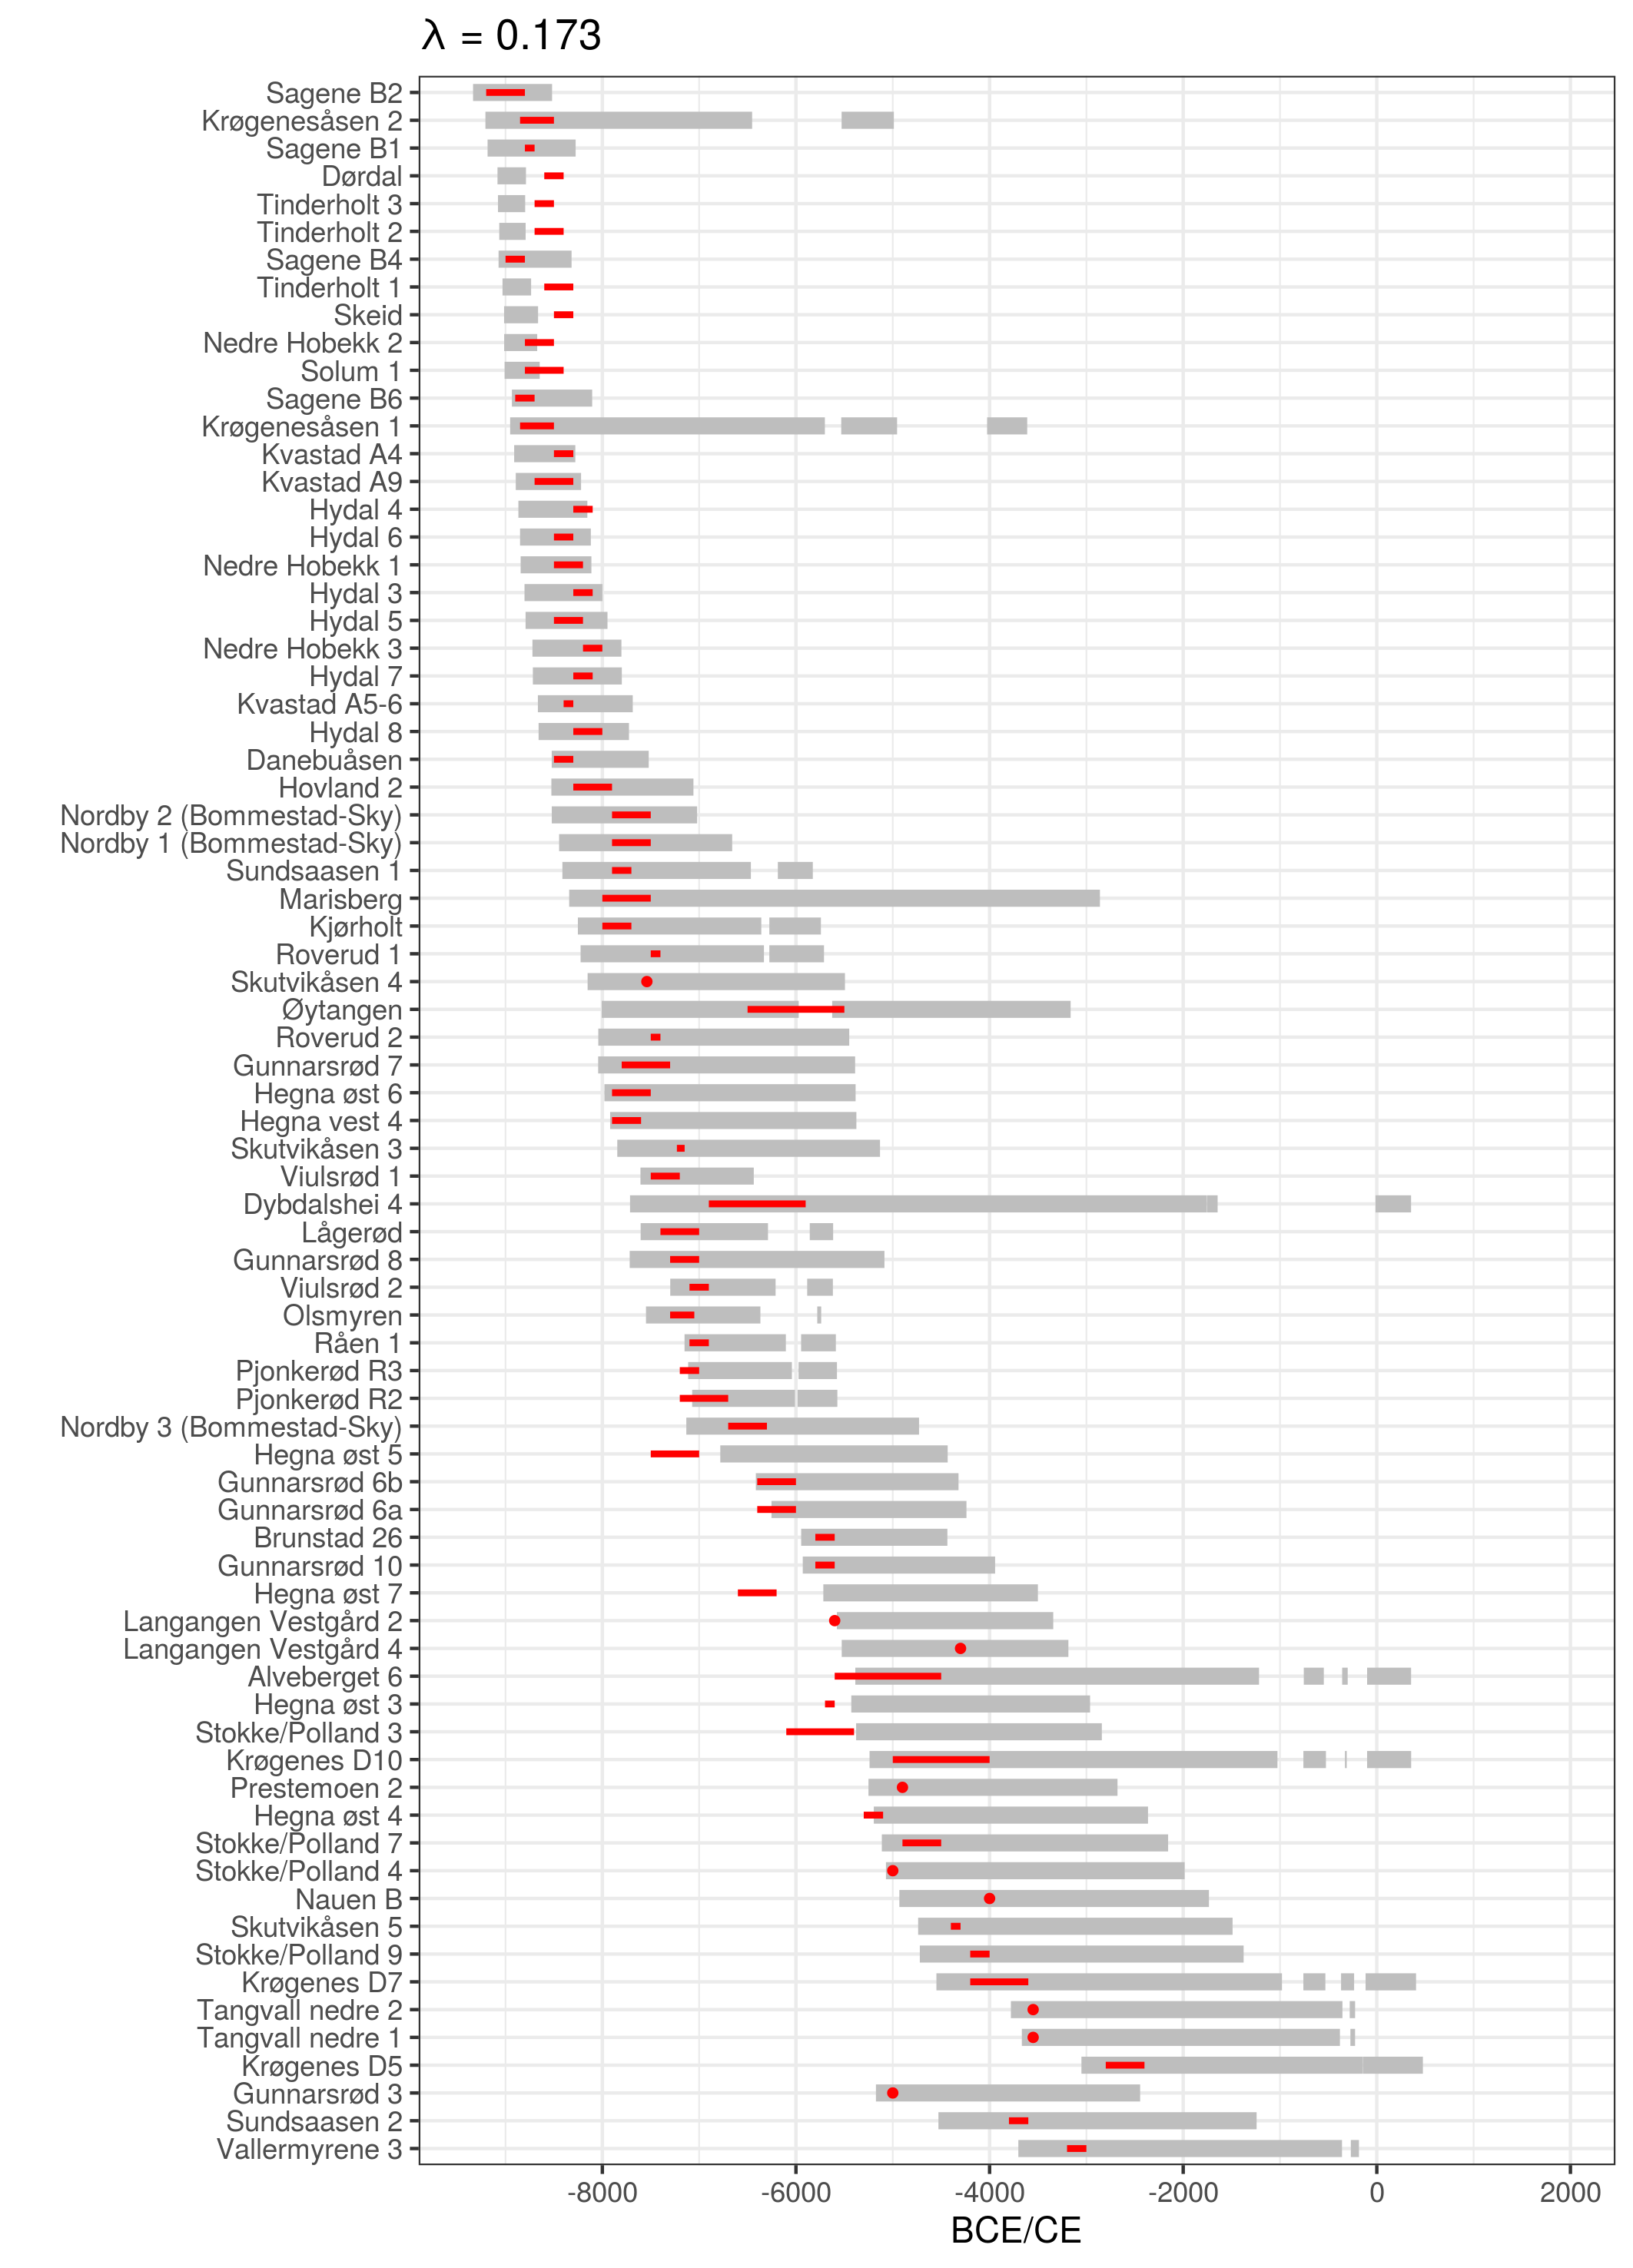 λ = 0.173
Sagene B2
Krøgenesåsen 2
Sagene B1
Dørdal
Tinderholt 3
Tinderholt 2
Sagene B4
Tinderholt 1
Skeid
Nedre Hobekk 2
Solum 1
Sagene B6
Krøgenesåsen 1
Kvastad A4
Kvastad A9
Hydal 4
Hydal 6
Nedre Hobekk 1
Hydal 3
Hydal 5
Nedre Hobekk 3
Hydal 7
Kvastad A5-6
Hydal 8
Danebuåsen
Hovland 2
Nordby 2 (Bommestad-Sky)
Nordby 1 (Bommestad-Sky)
Sundsaasen 1
Marisberg
Kjørholt
Roverud 1
Skutvikåsen 4
Øytangen
Roverud 2
Gunnarsrød 7
Hegna øst 6
Hegna vest 4
Skutvikåsen 3
Viulsrød 1
Dybdalshei 4
Lågerød
Gunnarsrød 8
Viulsrød 2
Olsmyren
Råen 1
Pjonkerød R3
Pjonkerød R2
Nordby 3 (Bommestad-Sky)
Hegna øst 5
Gunnarsrød 6b
Gunnarsrød 6a
Brunstad 26
Gunnarsrød 10
Hegna øst 7
Langangen Vestgård 2
Langangen Vestgård 4
Alveberget 6
Hegna øst 3
Stokke/Polland 3
Krøgenes D10
Prestemoen 2
Hegna øst 4
Stokke/Polland 7
Stokke/Polland 4
Nauen B
Skutvikåsen 5
Stokke/Polland 9
Krøgenes D7
Tangvall nedre 2
Tangvall nedre 1
Krøgenes D5
Gunnarsrød 3
Sundsaasen 2
Vallermyrene 3
-8000 -6000 -4000 -2000 0 2000
BCE/CE